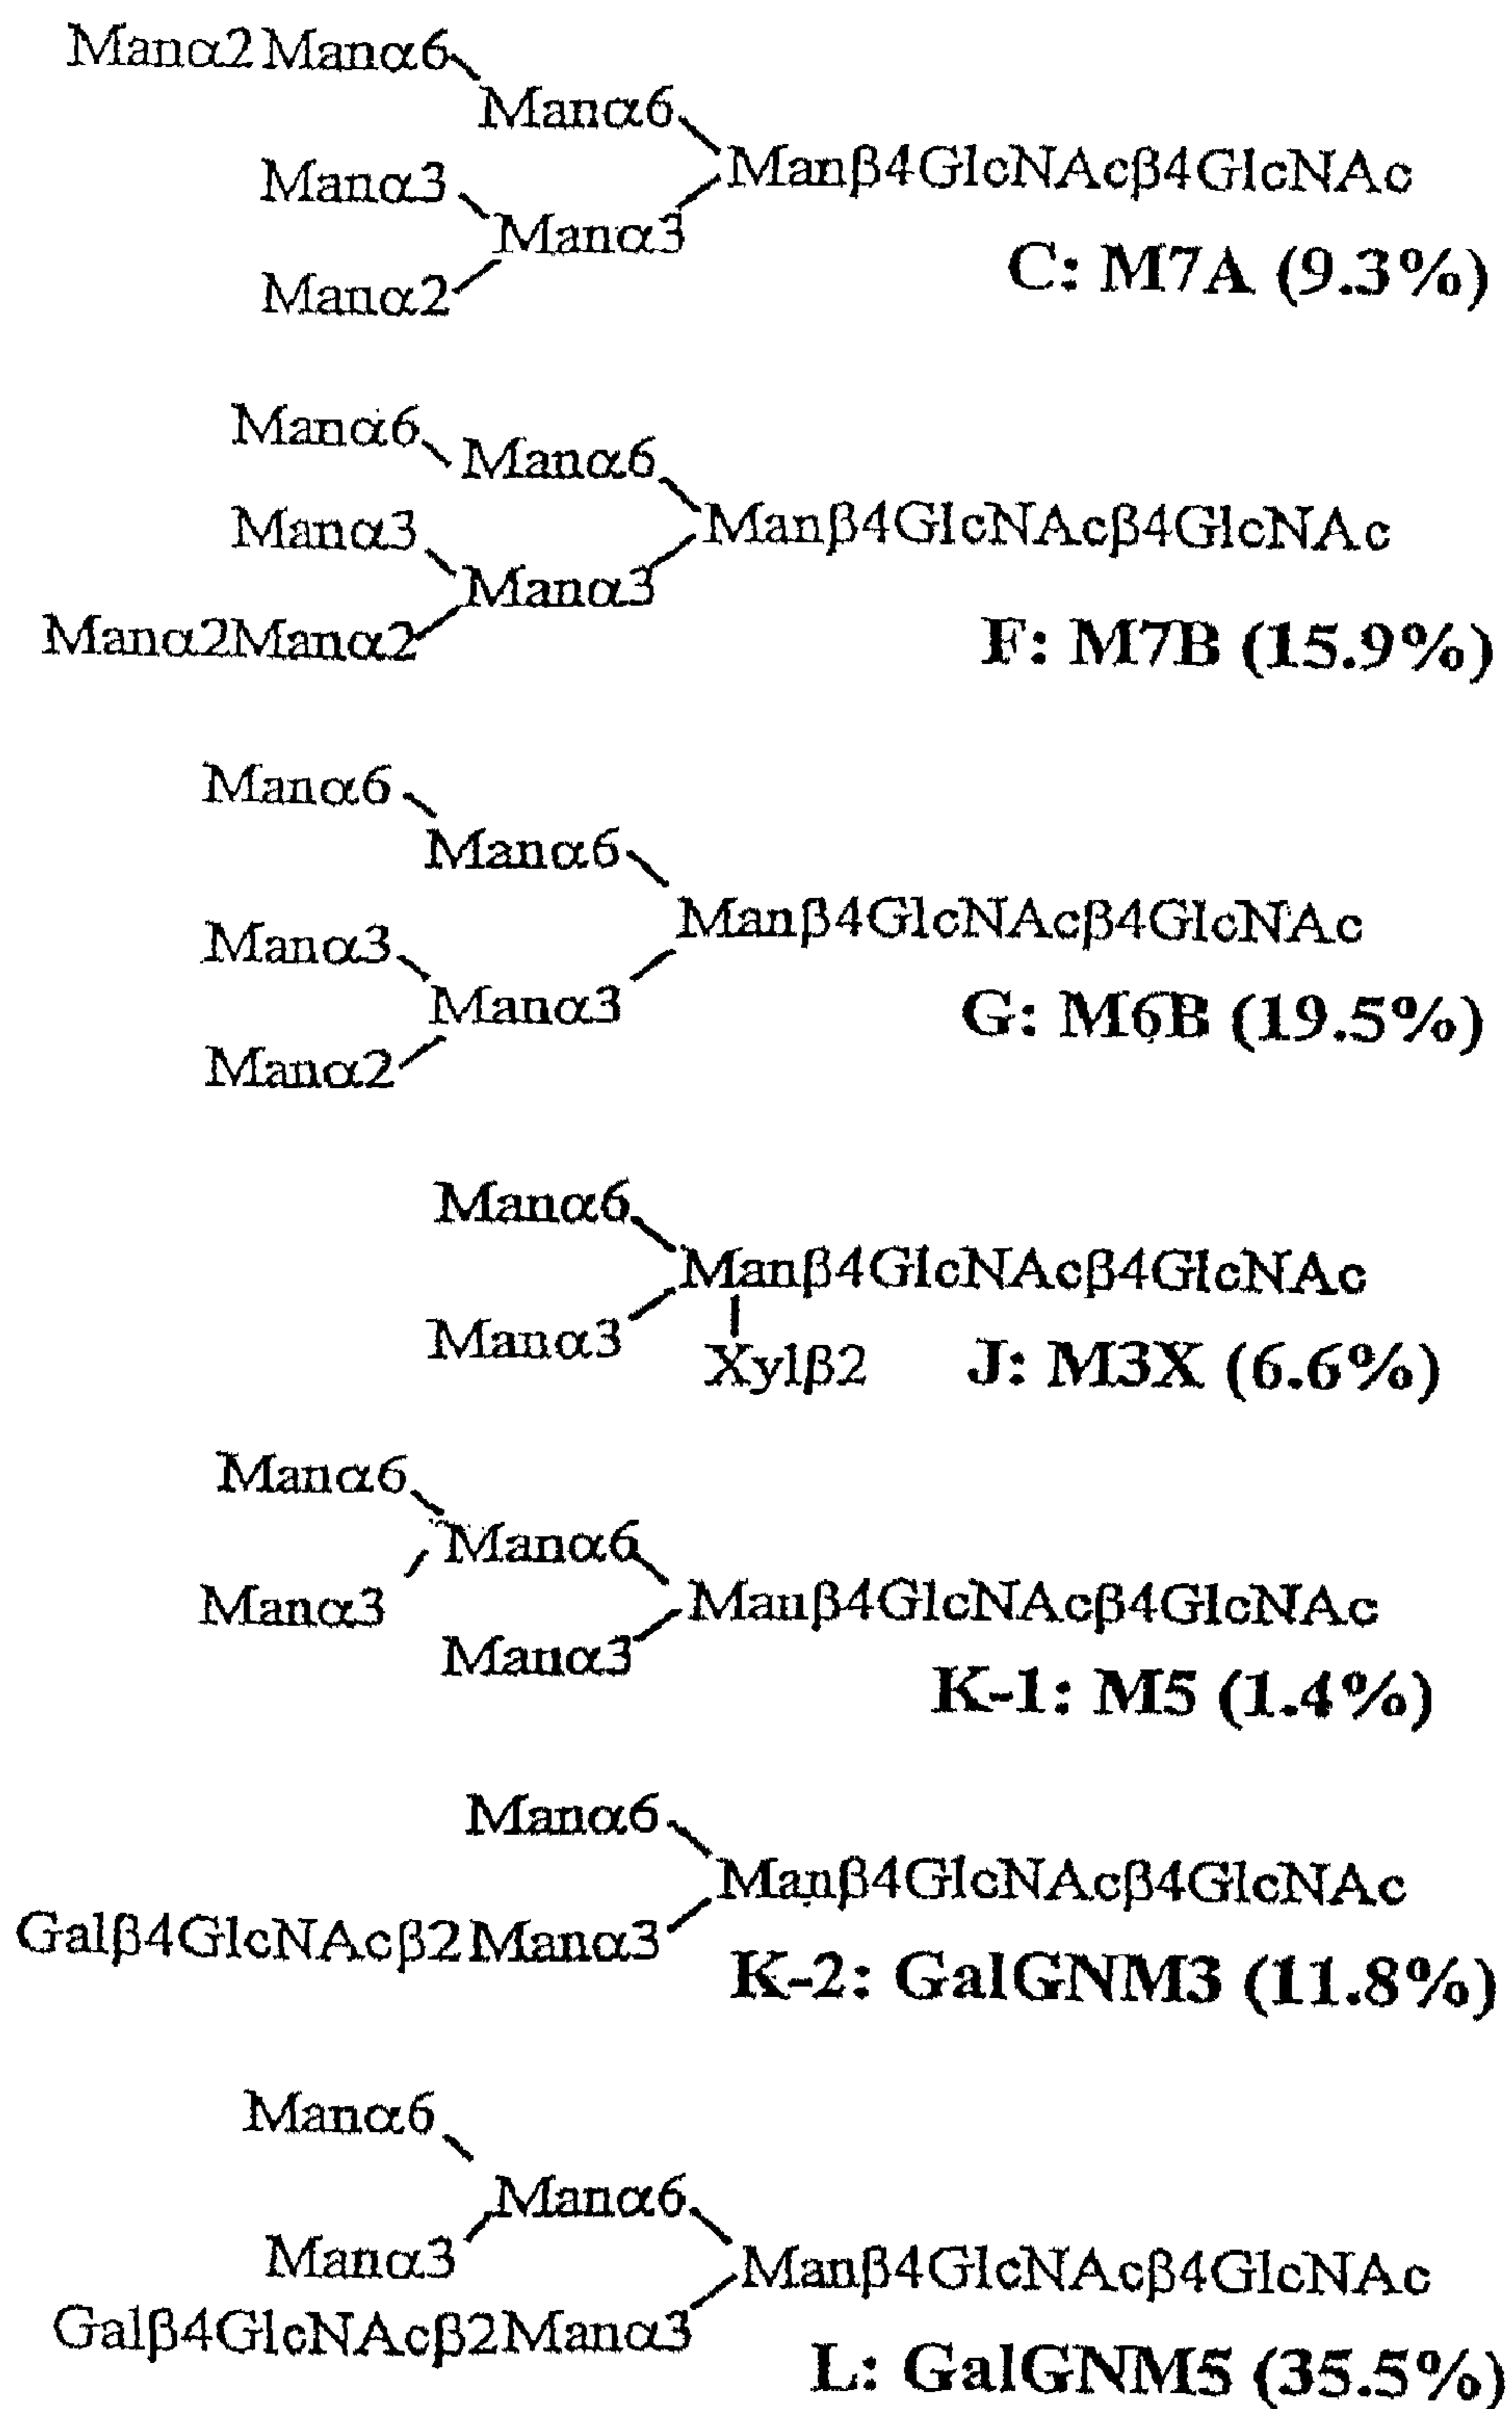 Manα2Manα6
Manα6
Manβ4GlcNAcβ4GlcNAc
Manα3
Manα3
Manα2
C: M7A (9.3%)
Manα6
Manα6
Manβ4GlcNAcβ4GlcNAc
Manα3
Manα3
Manα2Manα2
F: M7B (15.9%)
Manα6
Manα6
Manβ4GlcNAcβ4GlcNAc
Manα3
Manα3
Manα2
G: M6B (19.5%)
Manα6
Manβ4GlcNAcβ4GlcNAc
Manα3
Xylβ2
J: M3X (6.6%)
Manα6
Manα6
Manα3
Manβ4GlcNAcβ4GlcNAc
Manα3
K-1: M5 (1.4%)
Manα6
Manβ4GlcNAcβ4GlcNAc
Galβ4GlcNAcβ2Manα3
K-2: GalGNM3 (11.8%)
Manα6
Manα6
Manα3
Manβ4GlcNAcβ4GlcNAc
Galβ4GlcNAcβ2Manα3
L: GalGNM5 (35.5%)